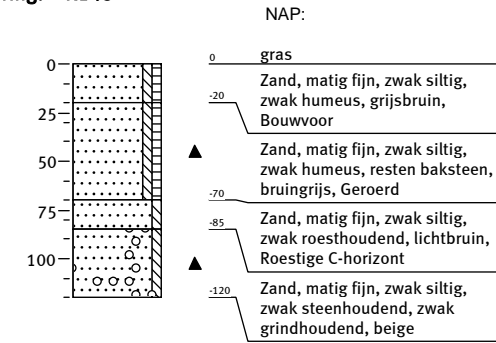 NAP:
0
0
gras
Zand, matig fijn, zwak siltig,
-20
zwak humeus, grijsbruin,
25
Bouwvoor
Zand, matig fijn, zwak siltig,
50
zwak humeus, resten baksteen,
-70
bruingrijs, Geroerd
75
Zand, matig fijn, zwak siltig,
-85
zwak roesthoudend, lichtbruin,
100
Roestige C-horizont
Zand, matig fijn, zwak siltig,
-120
zwak steenhoudend, zwak
grindhoudend, beige